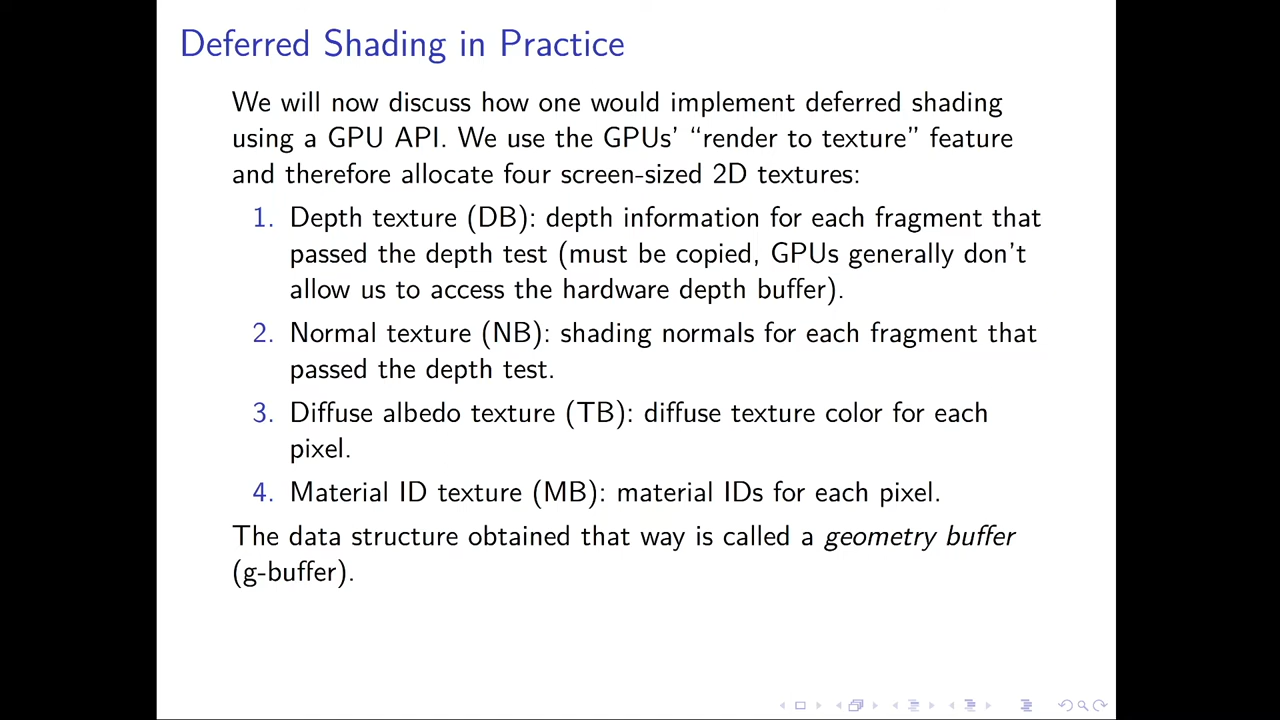 Deferred Shading in Practice
We will now discuss how one would implement deferred shading
using a GPU API. We use the GPUs’ “render to texture” feature
and therefore allocate four screen-sized 2D textures:
1. Depth texture (DB): depth information for each fragment that
passed the depth test (must be copied, GPUs generally don’t
allow us to access the hardware depth buffer).
2. Normal texture (NB): shading normals for each fragment that
passed the depth test.
3. Diffuse albedo texture (TB): diffuse texture color for each
pixel.
4. Material ID texture (MB): material IDs for each pixel.
The data structure obtained that way is called a geometry buffer
(g-buffer).